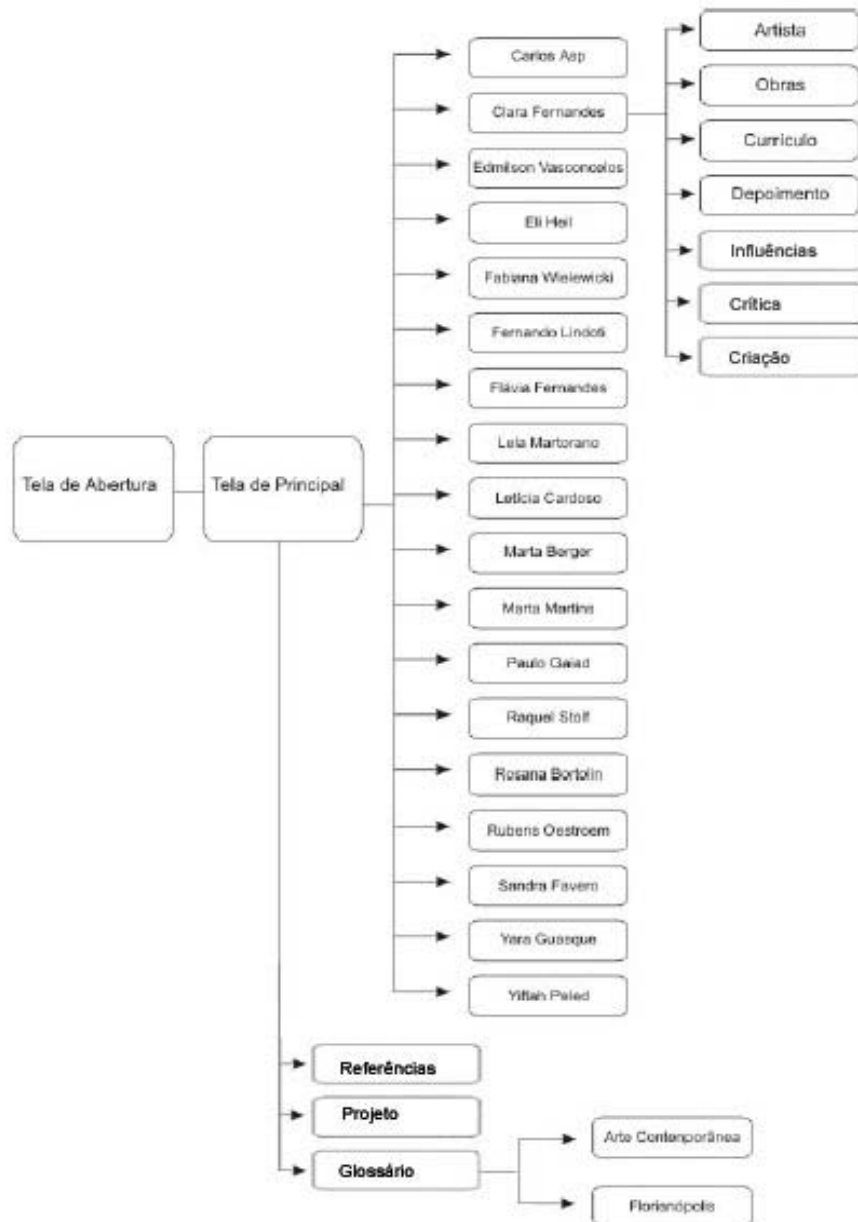 Tela de Abertura
Tela de Principal
Carlos Asp
Clara Fernandes
Edmilson Vasconcelos
Eli Heil
Fabiana Wielewicki
Fernando Lindoti
Flávia Fernandes
Lela Martorano
Letícia Cardoso
Marta Berger
Marta Martins
Paulo Gaiad
Raquel Stolf
Rosana Bortolin
Rubens Oestroem
Sandra Favero
Yara Guasque
Yiftah Peled
Artista
Obras
Currículo
Depoimento
Influências
Crítica
Criação
Referências
Projeto
Glossário
Arte Contemporânea
Florianópolis